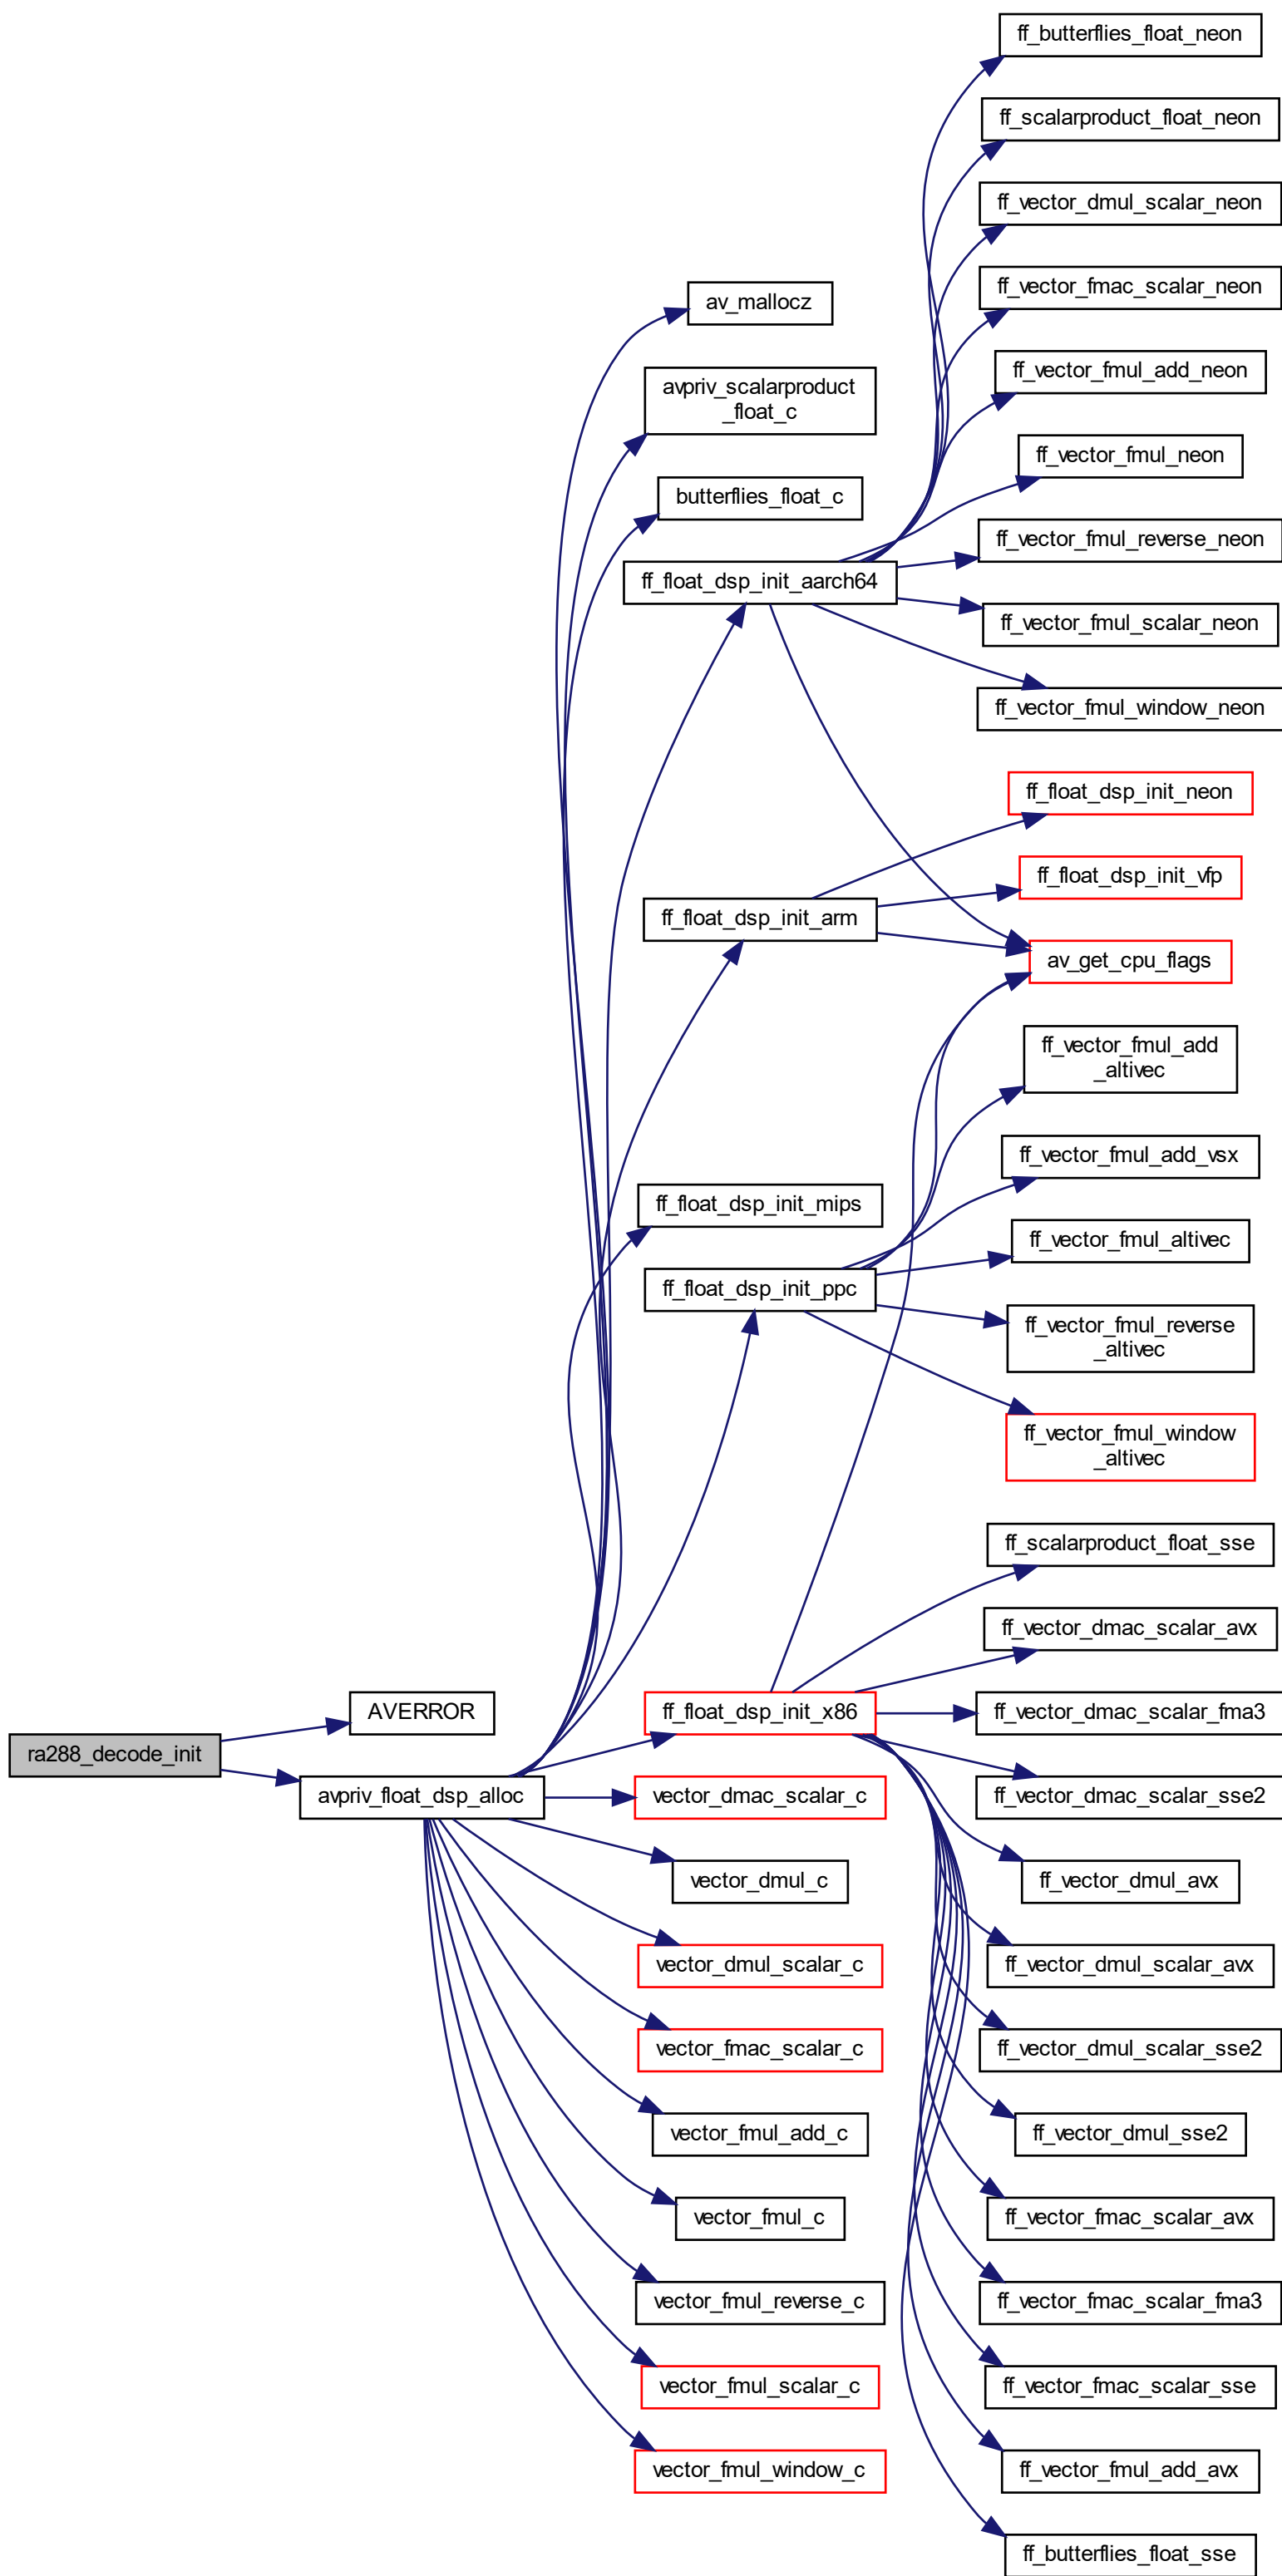 ra288_decode_init
AVERROR
avpriv_float_dsp_alloc
av_mallocz
avpriv_scalarproduct
_float_c
butterflies_float_c
ff_float_dsp_init_aarch64
ff_float_dsp_init_arm
ff_float_dsp_init_mips
ff_float_dsp_init_ppc
ff_float_dsp_init_x86
vector_dmac_scalar_c
vector_dmul_c
vector_dmul_scalar_c
vector_fmac_scalar_c
vector_fmul_add_c
vector_fmul_c
vector_fmul_reverse_c
vector_fmul_scalar_c
vector_fmul_window_c
ff_butterflies_float_neon
ff_scalarproduct_float_neon
ff_vector_dmul_scalar_neon
ff_vector_fmac_scalar_neon
ff_vector_fmul_add_neon
ff_vector_fmul_neon
ff_vector_fmul_reverse_neon
ff_vector_fmul_scalar_neon
ff_vector_fmul_window_neon
ff_float_dsp_init_neon
ff_float_dsp_init_vfp
av_get_cpu_flags
ff_vector_fmul_add
_altivec
ff_vector_fmul_add_vsx
ff_vector_fmul_altivec
ff_vector_fmul_reverse
_altivec
ff_vector_fmul_window
_altivec
ff_scalarproduct_float_sse
ff_vector_dmac_scalar_avx
ff_vector_dmac_scalar_fma3
ff_vector_dmac_scalar_sse2
ff_vector_dmul_avx
ff_vector_dmul_scalar_avx
ff_vector_dmul_scalar_sse2
ff_vector_dmul_sse2
ff_vector_fmac_scalar_avx
ff_vector_fmac_scalar_fma3
ff_vector_fmac_scalar_sse
ff_vector_fmul_add_avx
ff_butterflies_float_sse